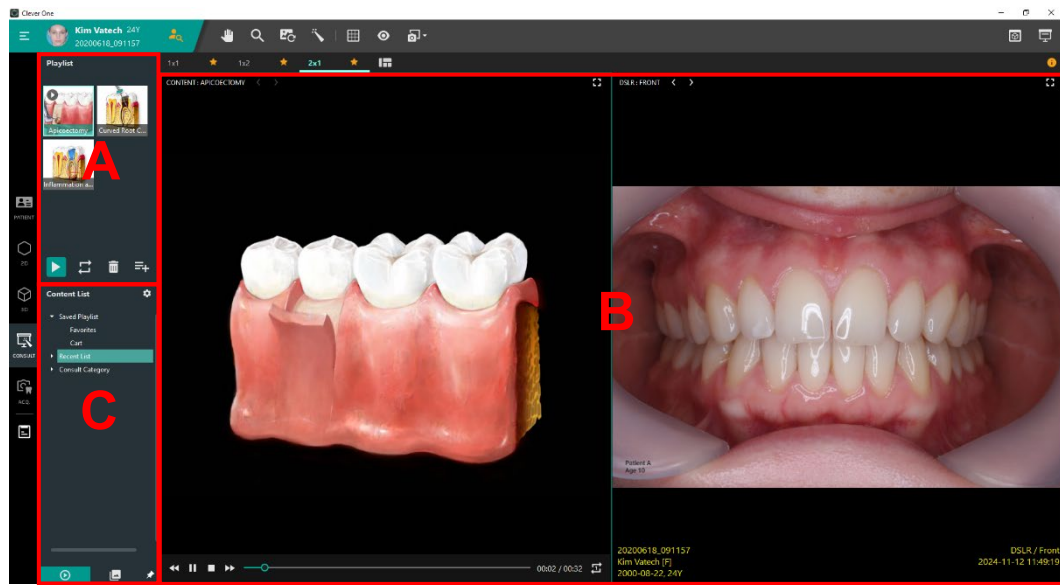 Clever One
Kim Vatech 24Y
20200618_091157
Playlist
1x1
1x2
2x1
CONTENT : APICOECTOMY
DSLR : FRONT
Apicoectomy
Curved Root C...
A
Inflammation a...
PATIENT
2D
3D
CONSULT
ACQ.
Content List
Saved Playlist
Favorites
Cart
Recent List
Consult Category
C
B
Patient A
Age 10
00:02 / 00:32
20200618_091157
Kim Vatech [F]
2000-08-22, 24Y
DSLR / Front
2024-11-12 11:49:19